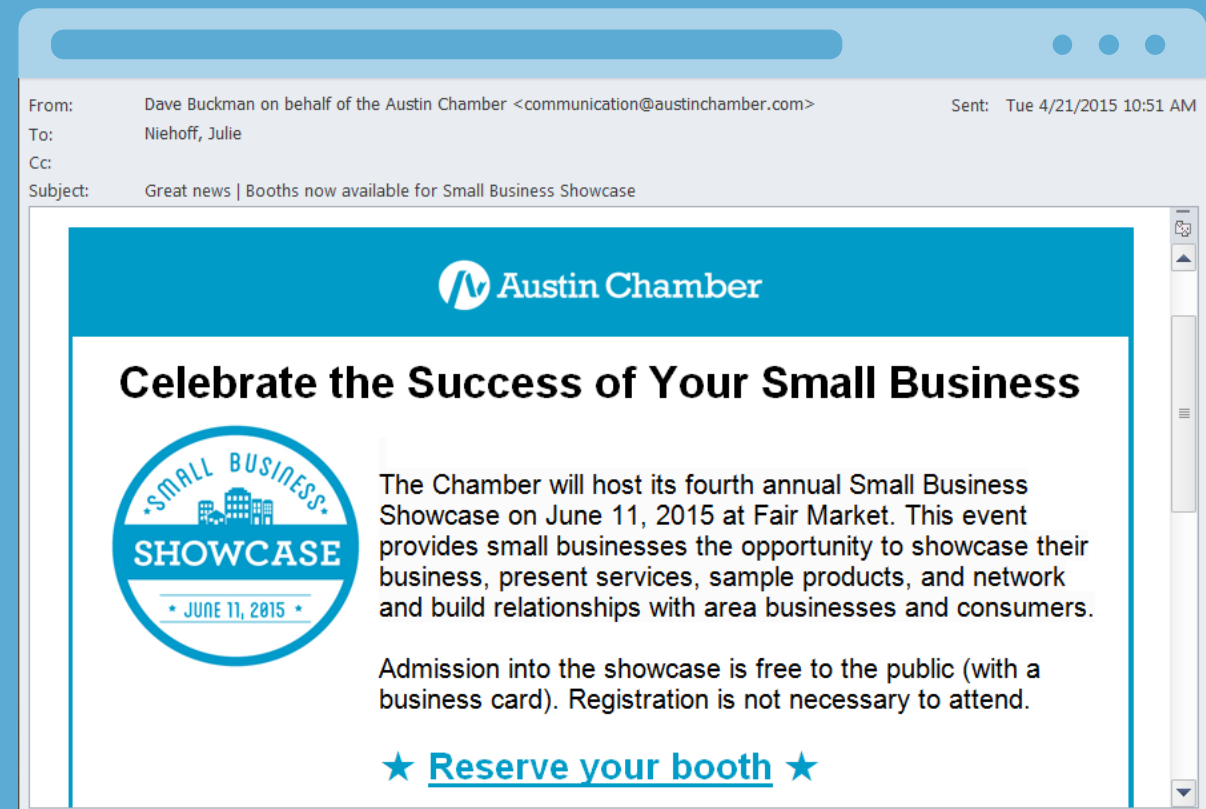 From: Dave Buckman on behalf of the Austin Chamber <communication@austinchamber.com> Sent: Tue 4/21/2015 10:51 AM
To: Niehoff, Julie
Cc:
Subject: Great news | Booths now available for Small Business Showcase
Austin Chamber
Celebrate the Success of Your Small Business
SMALL BUSINESS
SHOWCASE
JUNE 11, 2015
The Chamber will host its fourth annual Small Business
Showcase on June 11, 2015 at Fair Market. This event
provides small businesses the opportunity to showcase their
business, present services, sample products, and network
and build relationships with area businesses and consumers.
Admission into the showcase is free to the public (with a
business card). Registration is not necessary to attend.
★ Reserve your booth ★